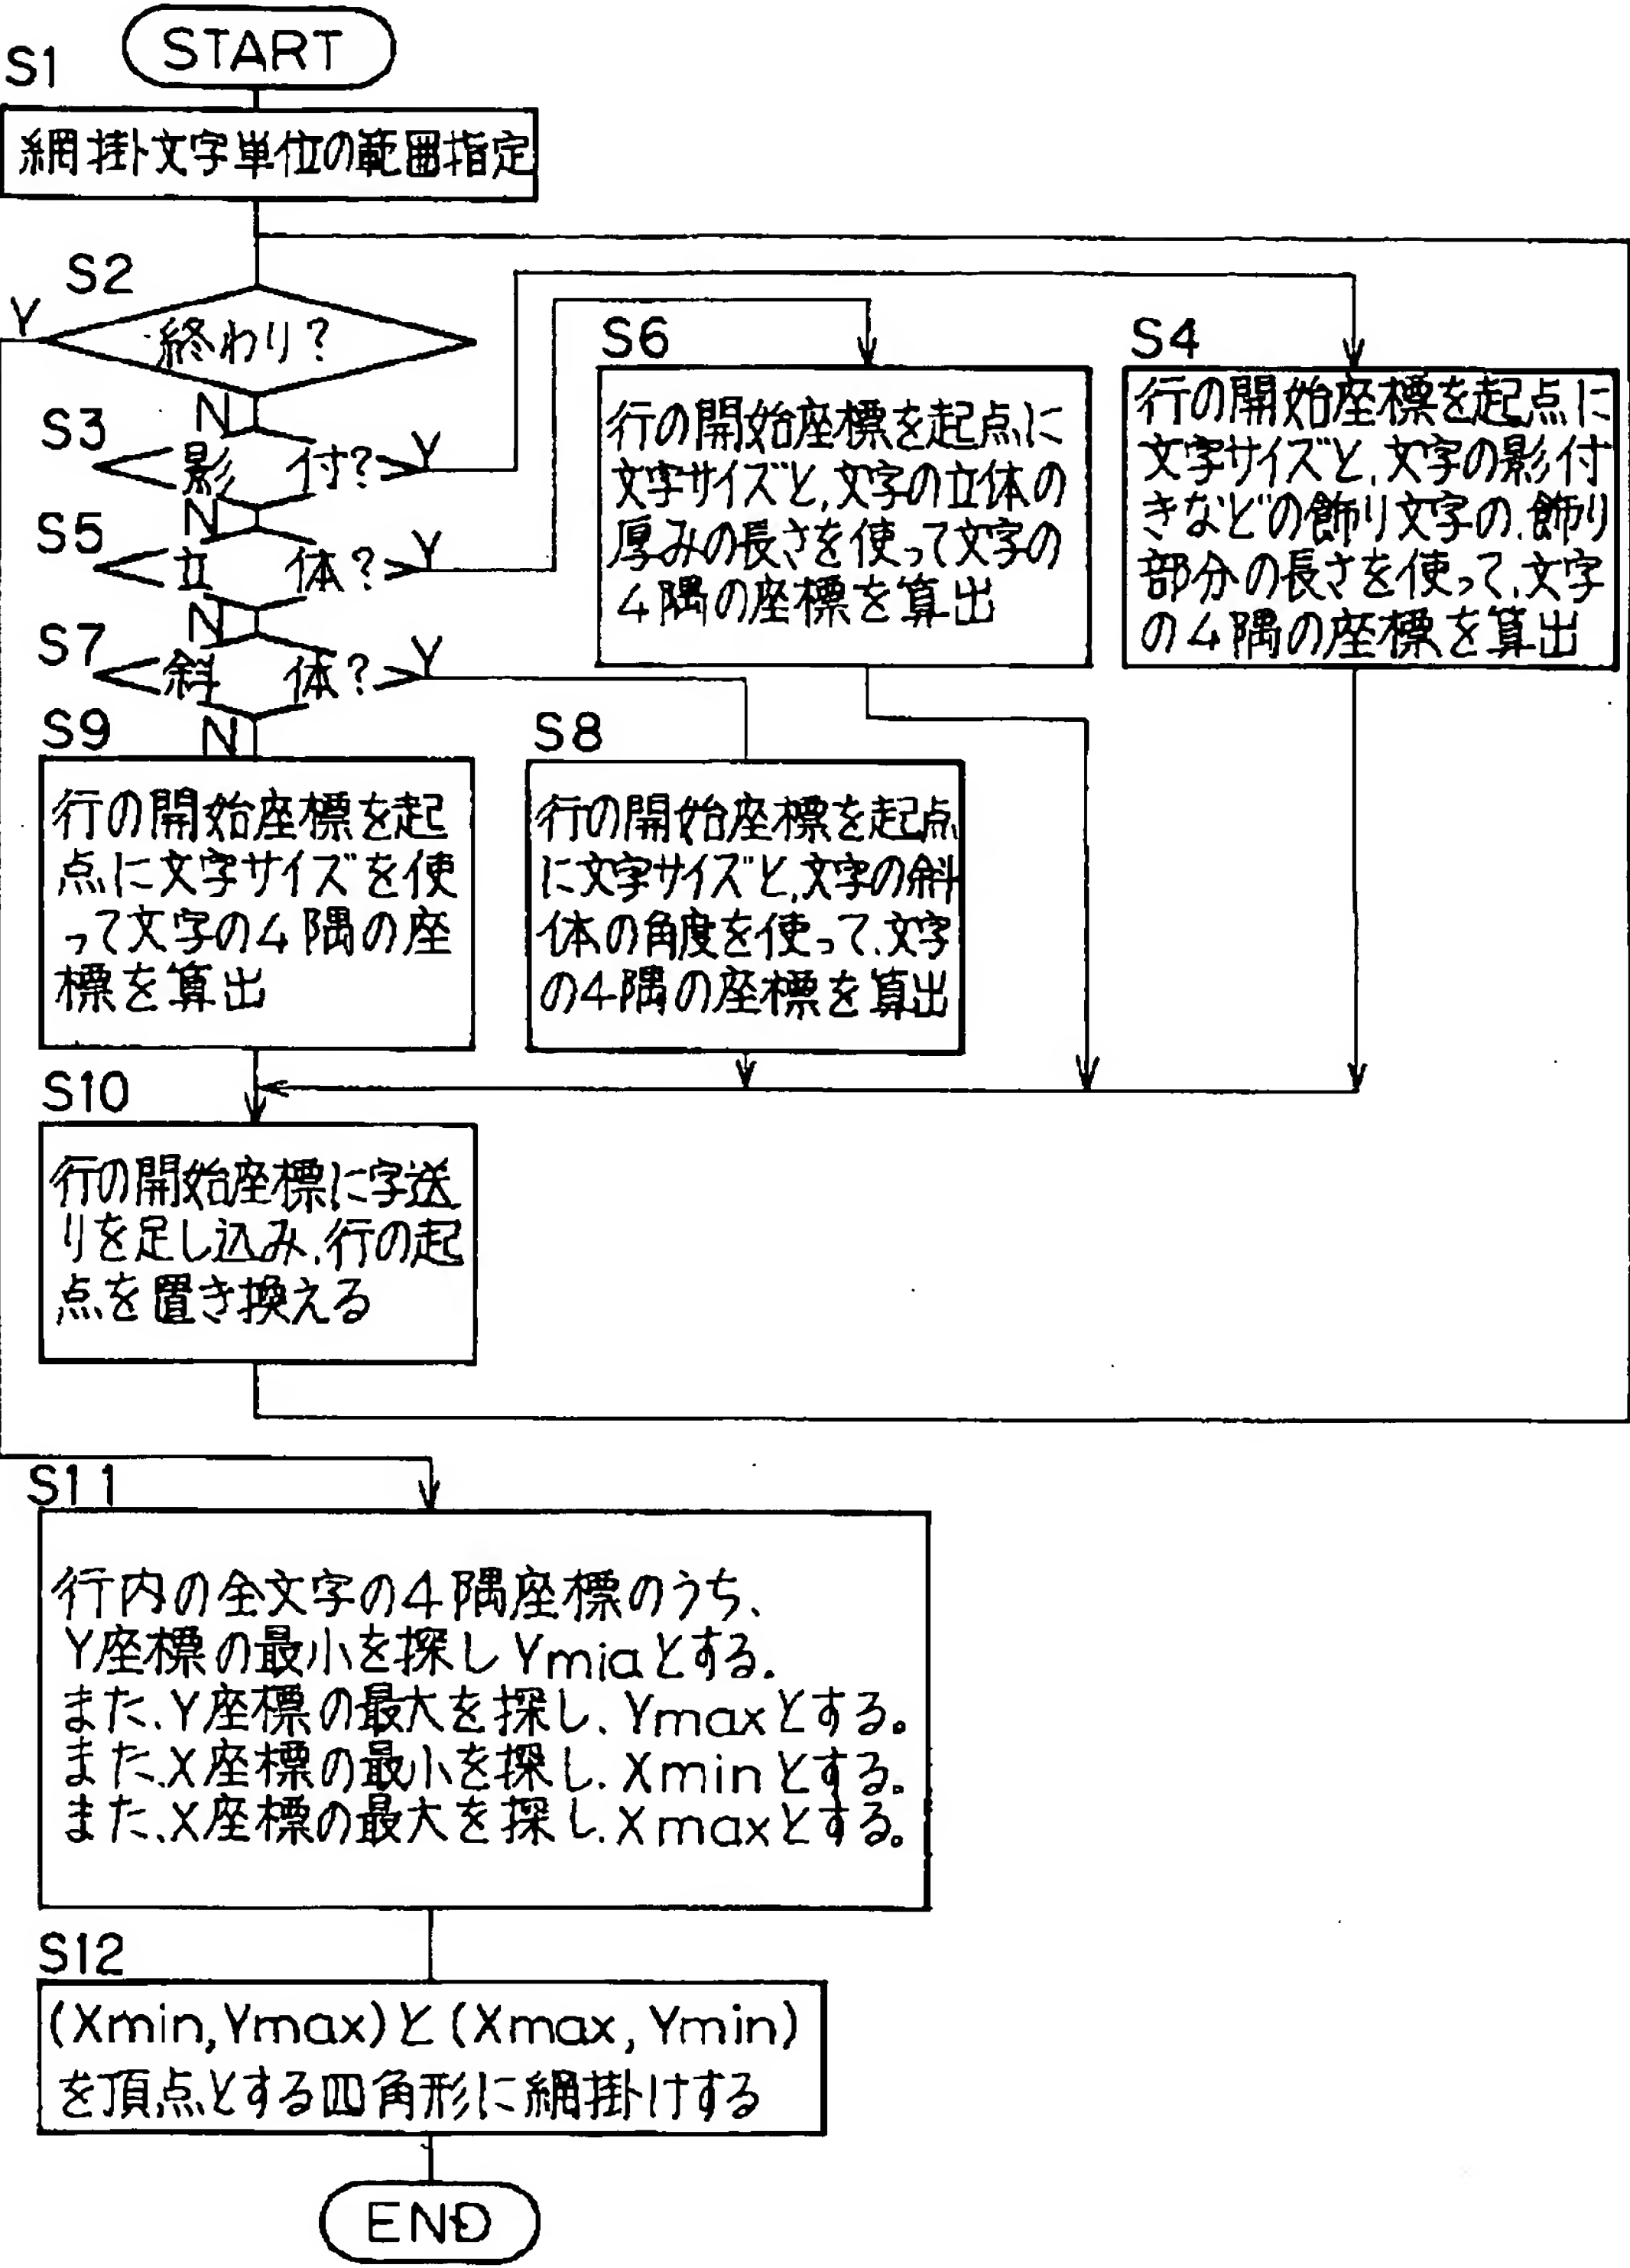 START
S1
網掛文字単位の範囲指定
S2
Y
終わり?
N
S3
影 付?
Y
N
S5
立 体?
Y
N
S7
斜 体?
Y
N
S6
行の開始座標を起点に
文字サイズと,文字の立体の
厚みの長さを使って文字の
4隅の座標を算出
S4
行の開始座標を起点に
文字サイズと,文字の影付
きなどの飾り文字の,飾り
部分の長さを使って,文字
の4隅の座標を算出
S9
行の開始座標を起
点に文字サイズを使
って文字の4隅の座
標を算出
S8
行の開始座標を起点
に文字サイズと,文字の斜
体の角度を使って,文字
の4隅の座標を算出
S10
行の開始座標に字送
りを足し込み,行の起
点を置き換える
S11
行内の全文字の4隅座標のうち、
Y座標の最小を探しYmiaとする.
また、Y座標の最大を探し、Ymaxとする。
また、X座標の最小を探し、Xminとする。
また、X座標の最大を探し、Xmaxとする。
S12
(Xmin,Ymax)と(Xmax,Ymin)
を頂点とする四角形に網掛けする
END